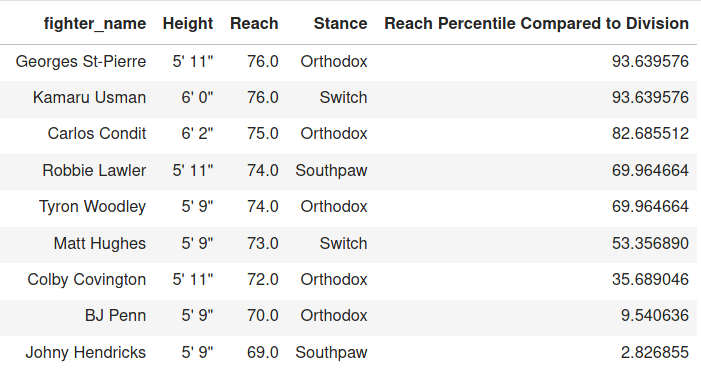 fighter_name Height Reach Stance Reach Percentile Compared to Division
Georges St-Pierre 5' 11" 76.0 Orthodox 93.639576
Kamaru Usman 6' 0" 76.0 Switch 93.639576
Carlos Condit 6' 2" 75.0 Orthodox 82.685512
Robbie Lawler 5' 11" 74.0 Southpaw 69.964664
Tyron Woodley 5' 9" 74.0 Orthodox 69.964664
Matt Hughes 5' 9" 73.0 Switch 53.356890
Colby Covington 5' 11" 72.0 Orthodox 35.689046
BJ Penn 5' 9" 70.0 Orthodox 9.540636
Johny Hendricks 5' 9" 69.0 Southpaw 2.826855